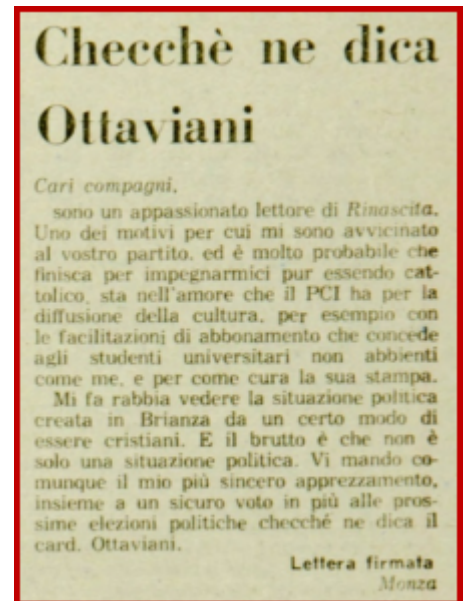 Checchè ne dica
Ottaviani
Cari compagni,
sono un appassionato lettore di Rinascita.
Uno dei motivi per cui mi sono avvicinato
al vostro partito, ed è molto probabile che
finisca per impegnarmici pur essendo cat-
tolico, sta nell'amore che il PCI ha per la
diffusione della cultura, per esempio con
le facilitazioni di abbonamento che concede
agli studenti universitari non abbienti
come me, e per come cura la sua stampa.
Mi fa rabbia vedere la situazione politica
creata in Brianza da un certo modo di
essere cristiani. E il brutto è che non è
solo una situazione politica. Vi mando co-
munque il mio più sincero apprezzamento,
insieme a un sicuro voto in più alle pros-
sime elezioni politiche checché ne dica il
card. Ottaviani.
Lettera firmata
Monza